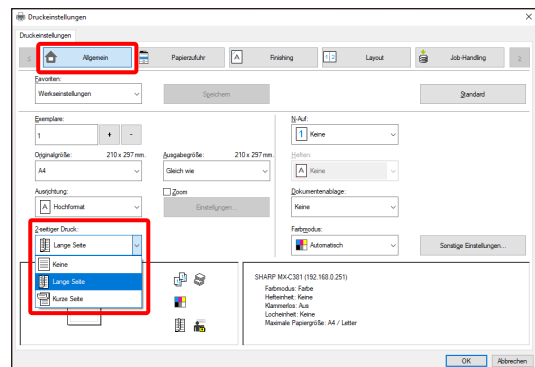 Druckeinstellungen
Druckeinstellungen
Allgemein
Papierzufuhr
Finishing
Layout
Job-Handling
Favoriten:
Werkseinstellungen
Speichern
Standard
Exemplare:
1
+
-
N-Auf:
1 Keine
Originalgröße: 210 x 297 mm.
Ausgabegröße: 210 x 297 mm.
Heften:
A4
Gleich wie
A Keine
Ausrichtung:
Zoom
Dokumentenablage:
A Hochformat
Einstellungen...
Keine
2-seitiger Druck:
Farbmodus:
Lange Seite
Automatisch
Sonstige Einstellungen...
Keine
Lange Seite
Kurze Seite
SHARP MX-C381 (192.168.0.251)
Farbmodus: Farbe
Hefteinheit: Keine
Klammerlos: Aus
Locheinheit: Keine
Maximale Papiergröße: A4 / Letter
OK
Abbrechen